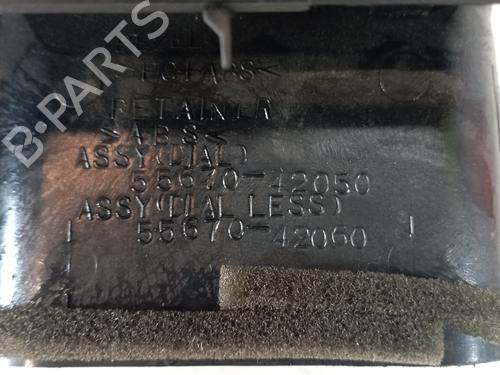 >PC+ABS<
RETAINER
>ABS<
ASSY(DIAL)
55670-42050
ASSY(DIAL LESS)
55670-42060
B-PARTS